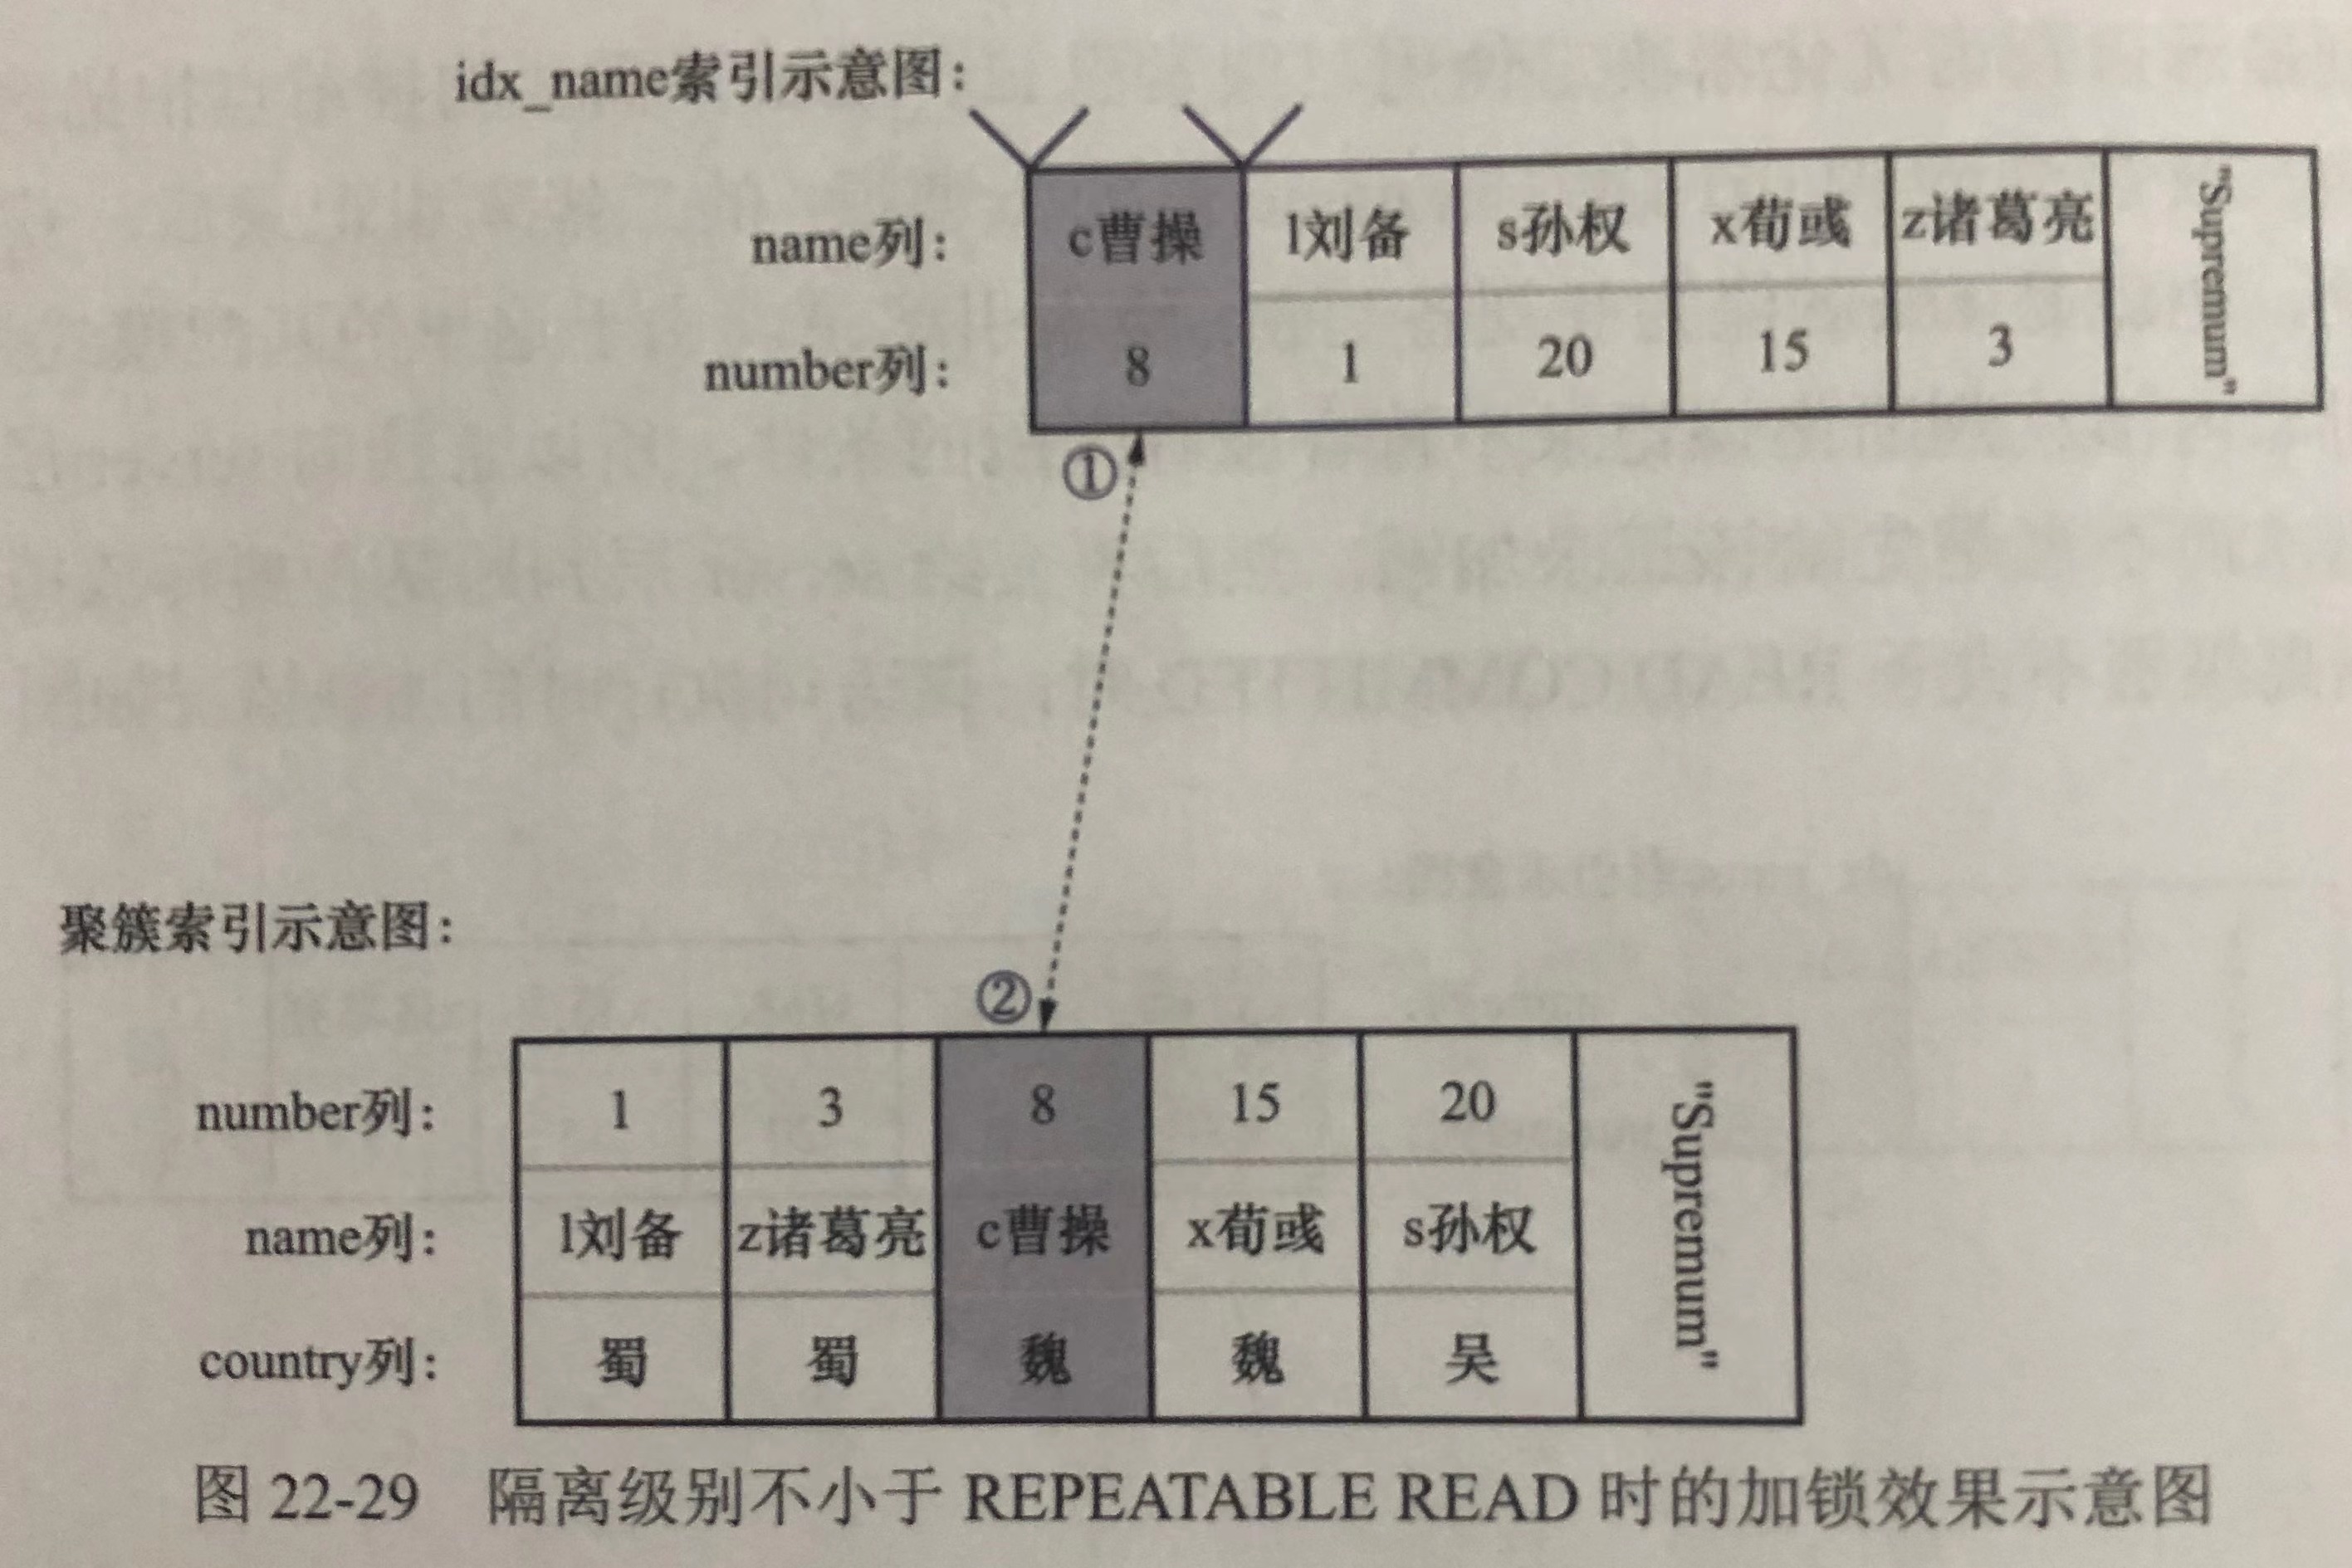 idx_name索引示意图：
name列： c曹操 l刘备 s孙权 x荀彧 z诸葛亮 "Supremum"
number列： 8 1 20 15 3
①
聚簇索引示意图：
②
number列： 1 3 8 15 20 "Supremum"
name列： l刘备 z诸葛亮 c曹操 x荀彧 s孙权
country列： 蜀 蜀 魏 魏 吴
图 22-29 隔离级别不小于 REPEATABLE READ 时的加锁效果示意图